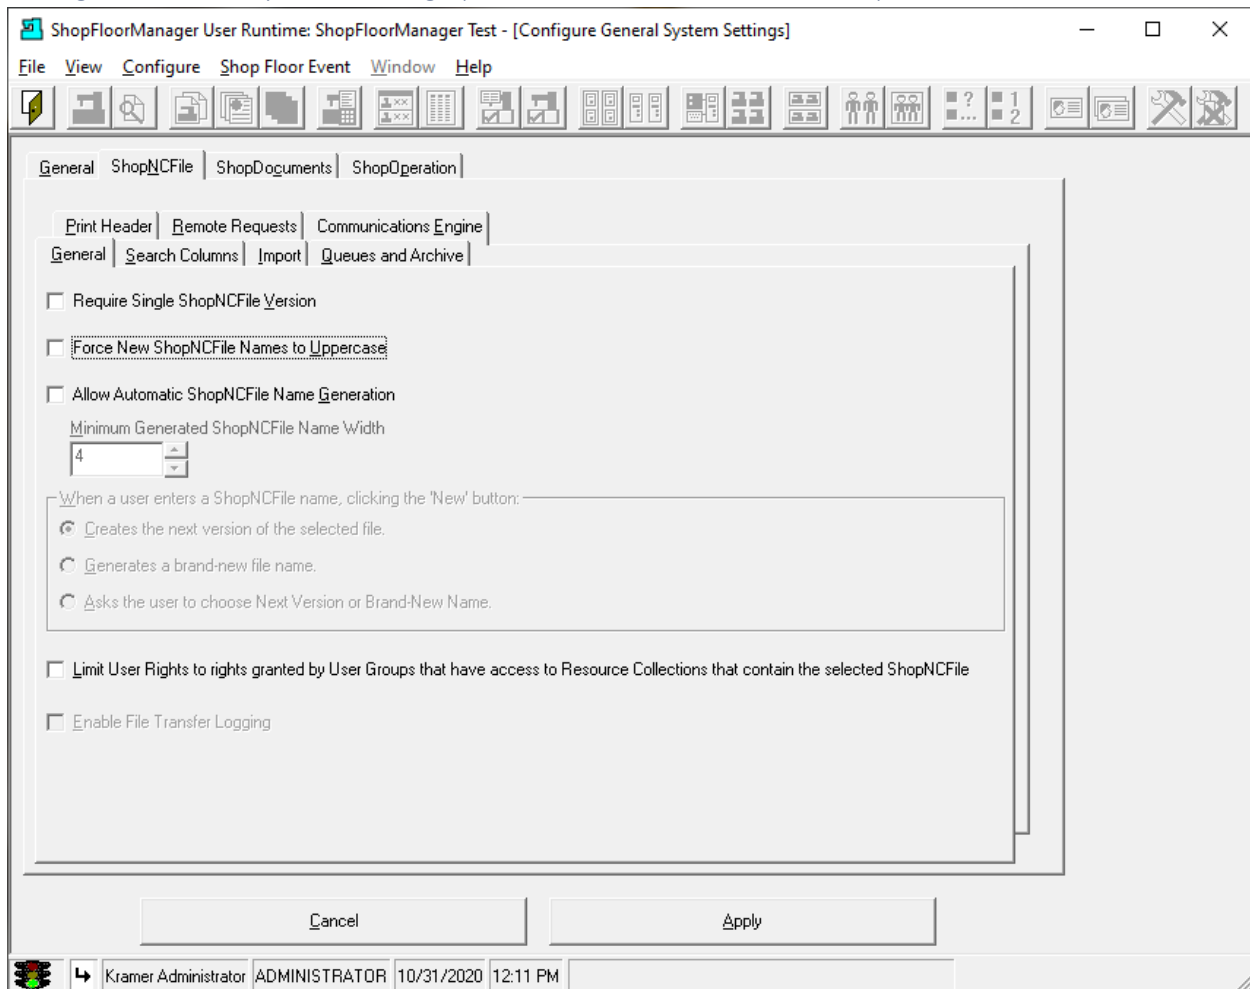 ShopFloorManager User Runtime: ShopFloorManager Test - [Configure General System Settings]
File View Configure Shop Floor Event Window Help
General ShopNCFile ShopDocuments ShopOperation
Print Header Remote Requests Communications Engine
General Search Columns Import Queues and Archive
Require Single ShopNCFile Version
Force New ShopNCFile Names to Uppercase
Allow Automatic ShopNCFile Name Generation
Minimum Generated ShopNCFile Name Width
4
When a user enters a ShopNCFile name, clicking the 'New' button:
Creates the next version of the selected file.
Generates a brand-new file name.
Asks the user to choose Next Version or Brand-New Name.
Limit User Rights to rights granted by User Groups that have access to Resource Collections that contain the selected ShopNCFile
Enable File Transfer Logging
Cancel Apply
Kramer Administrator ADMINISTRATOR 10/31/2020 12:11 PM